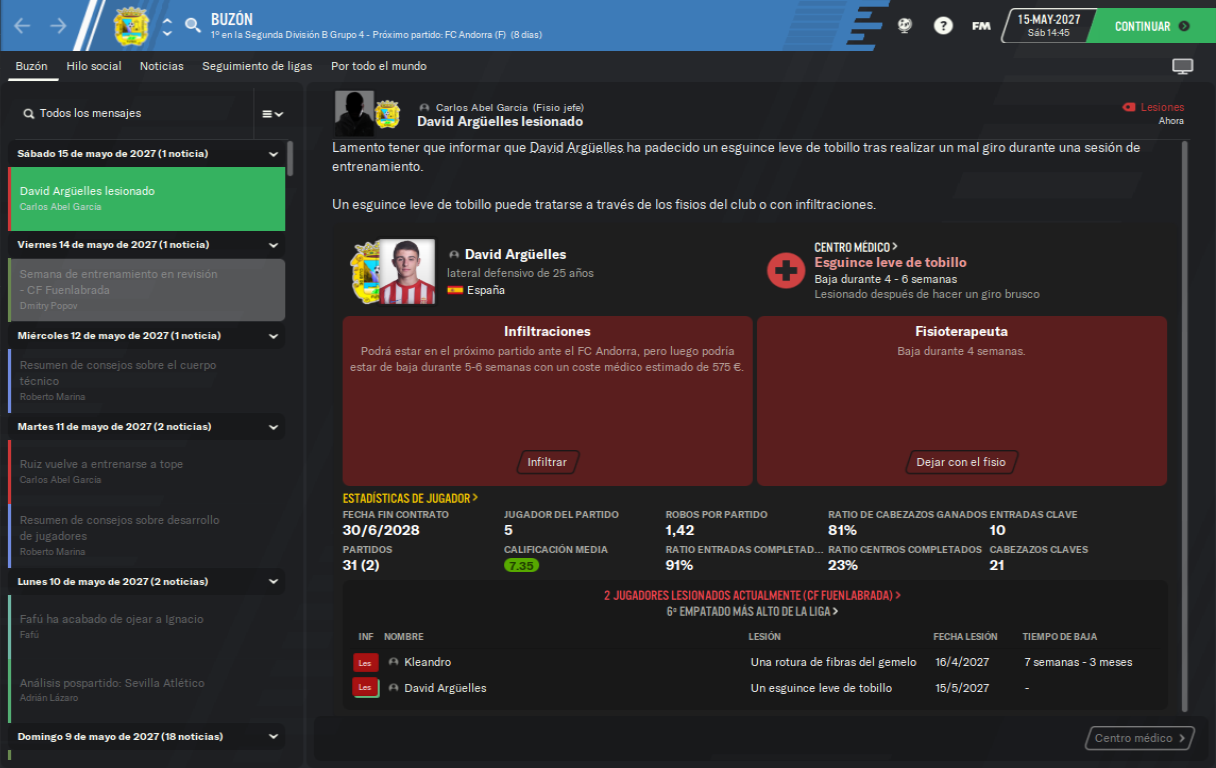 BUZÓN
1º en la Segunda División B Grupo 4 - Próximo partido: FC Andorra (F) (8 días)
?
FM
15-MAY-2027
Sáb 14:45
CONTINUAR
Buzón
Hilo social
Noticias
Seguimiento de ligas
Por todo el mundo
Todos los mensajes
Sábado 15 de mayo de 2027 (1 noticia)
David Argüelles lesionado
Carlos Abel García
Viernes 14 de mayo de 2027 (1 noticia)
Semana de entrenamiento en revisión
- CF Fuenlabrada
Dmitry Popov
Miércoles 12 de mayo de 2027 (1 noticia)
Resumen de consejos sobre el cuerpo
técnico
Roberto Marina
Martes 11 de mayo de 2027 (2 noticias)
Ruiz vuelve a entrenarse a tope
Carlos Abel García
Resumen de consejos sobre desarrollo
de jugadores
Roberto Marina
Lunes 10 de mayo de 2027 (2 noticias)
Fafú ha acabado de ojear a Ignacio
Fafú
Análisis pospartido: Sevilla Atlético
Adrián Lázaro
Domingo 9 de mayo de 2027 (18 noticias)
Carlos Abel García (Fisio jefe)
David Argüelles lesionado
Lesiones
Ahora
Lamento tener que informar que David Argüelles ha padecido un esguince leve de tobillo tras realizar un mal giro durante una sesión de
entrenamiento.
Un esguince leve de tobillo puede tratarse a través de los fisios del club o con infiltraciones.
David Argüelles
lateral defensivo de 25 años
España
CENTRO MÉDICO >
Esguince leve de tobillo
Baja durante 4 - 6 semanas
Lesionado después de hacer un giro brusco
Infiltraciones
Podrá estar en el próximo partido ante el FC Andorra, pero luego podría
estar de baja durante 5-6 semanas con un coste médico estimado de 575 €.
Infiltrar
Fisioterapeuta
Baja durante 4 semanas.
Dejar con el fisio
ESTADÍSTICAS DE JUGADOR >
FECHA FIN CONTRATO JUGADOR DEL PARTIDO ROBOS POR PARTIDO RATIO DE CABEZAZOS GANADOS ENTRADAS CLAVE
30/6/2028 5 1,42 81% 10
PARTIDOS CALIFICACIÓN MEDIA RATIO ENTRADAS COMPLETAD... RATIO CENTROS COMPLETADOS CABEZAZOS CLAVES
31 (2) 7.35 91% 23% 21
2 JUGADORES LESIONADOS ACTUALMENTE (CF FUENLABRADA) >
6º EMPATADO MÁS ALTO DE LA LIGA >
INF NOMBRE LESIÓN FECHA LESIÓN TIEMPO DE BAJA
Les Kleandro Una rotura de fibras del gemelo 16/4/2027 7 semanas - 3 meses
Les David Argüelles Un esguince leve de tobillo 15/5/2027 -
Centro médico >